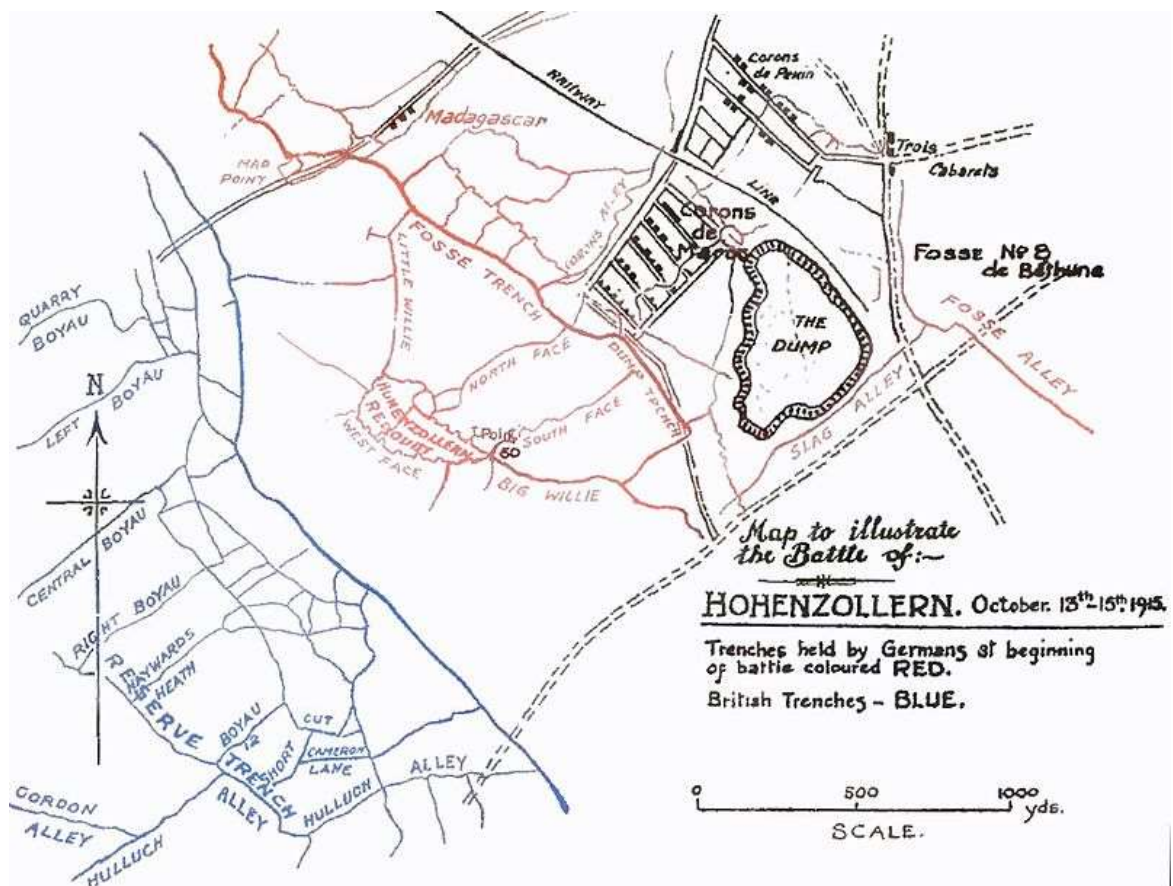 Corons
de Pekin
RAILWAY
LINE
Madagascar
Trois
Cabarets
MAD
POINT
CORONS ALLEY
Corons
de
Fosse No 8
de Béthune
FOSSE TRENCH
LITTLE WILLIE
THE
DUMP
FOSSE ALLEY
QUARRY
BOYAU
N
LEFT BOYAU
NORTH FACE
DUMP TRENCH
HOHENZOLLERN
REDOUBT
SOUTH FACE
60
WEST FACE
BIG WILLIE
SLAG ALLEY
CENTRAL BOYAU
RIGHT BOYAU
HAYWARDS
HEATH
RESERVE TRENCH
BOYAU
12
SHORT CUT
CAMERON
LANE
HULLUCH ALLEY
ALLEY
GORDON
ALLEY
HULLUCH
Map to illustrate
the Battle of:~
HOHENZOLLERN. October. 13th-15th 1915.
Trenches held by Germans at beginning
of battle coloured RED.
British Trenches - BLUE.
0 500 1000
yds.
SCALE.